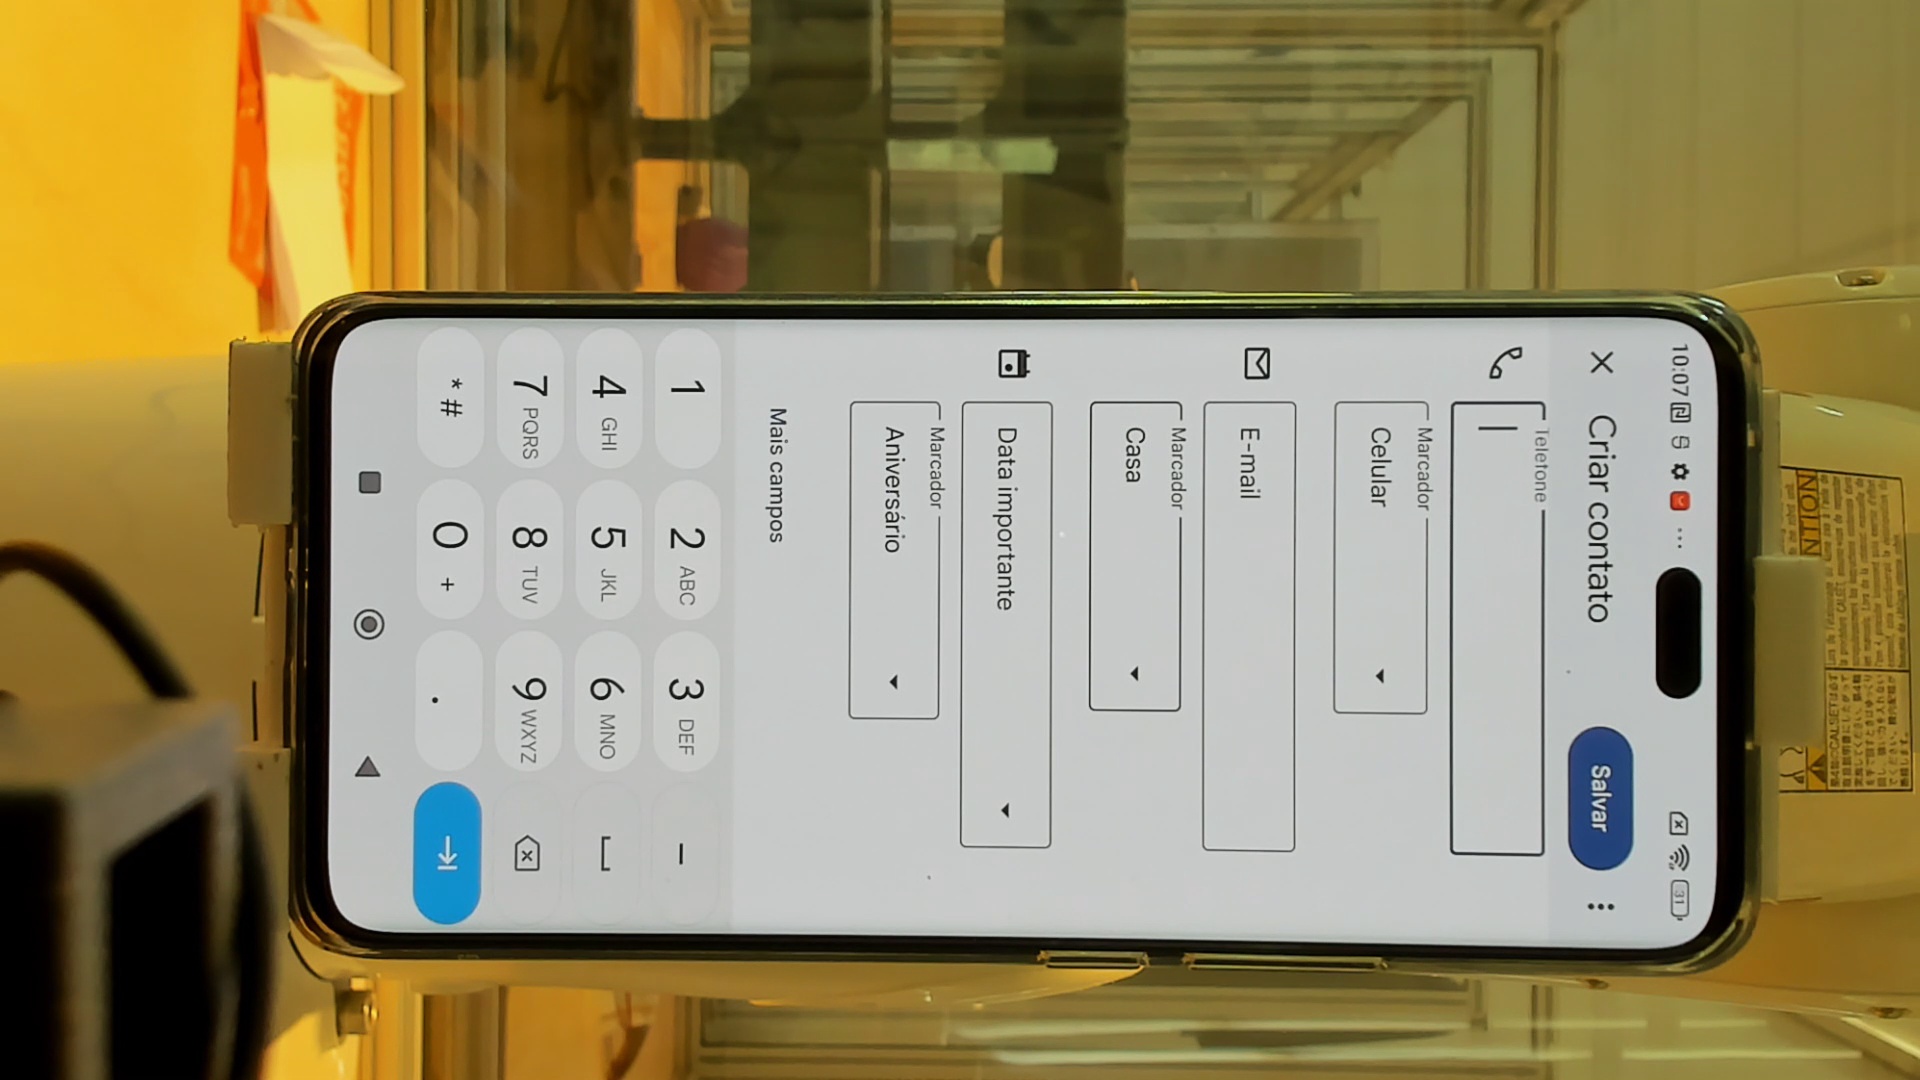 10:07 ... 31
Criar contato
Salvar
Telefone
Marcador
Celular
E-mail
Marcador
Casa
Data importante
Marcador
Aniversário
Mais campos
1 2 ABC 3 DEF –
4 GHI 5 JKL 6 MNO
7 PQRS 8 TUV 9 WXYZ
*# 0 + .